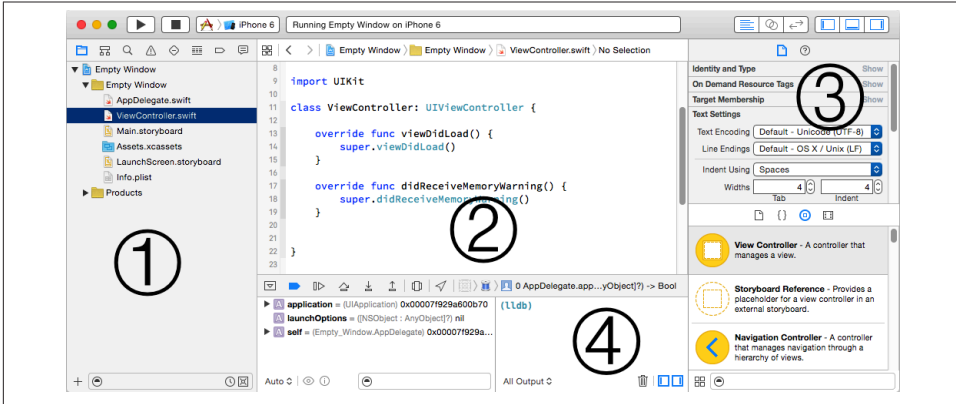 iPhone 6
Running Empty Window on iPhone 6
Empty Window
Empty Window
AppDelegate.swift
ViewController.swift
Main.storyboard
Assets.xcassets
LaunchScreen.storyboard
Info.plist
Products
①
Empty Window
Empty Window
ViewController.swift
No Selection
8
9 import UIKit
10
11 class ViewController: UIViewController {
12
13 override func viewDidLoad() {
14 super.viewDidLoad()
15 }
16
17 override func didReceiveMemoryWarning() {
18 super.didReceiveMemoryWarning()
19 }
20
21
22 }
23
②
0 AppDelegate.app...yObject]?) -> Bool
A application = (UIApplication) 0x00007f929a600b70
A launchOptions = ([NSObject : AnyObject]?) nil
A self = (Empty_Window.AppDelegate) 0x00007f929a...
Auto
(lldb)
④
All Output
Identity and Type Show
On Demand Resource Tags Show
Target Membership Show
Text Settings
Text Encoding Default - Unicode (UTF-8)
Line Endings Default - OS X / Unix (LF)
Indent Using Spaces
Widths 4 4
Tab Indent
③
{}
View Controller - A controller that
manages a view.
Storyboard Reference - Provides a
placeholder for a view controller in an
external storyboard.
Navigation Controller - A controller
that manages navigation through a
hierarchy of views.